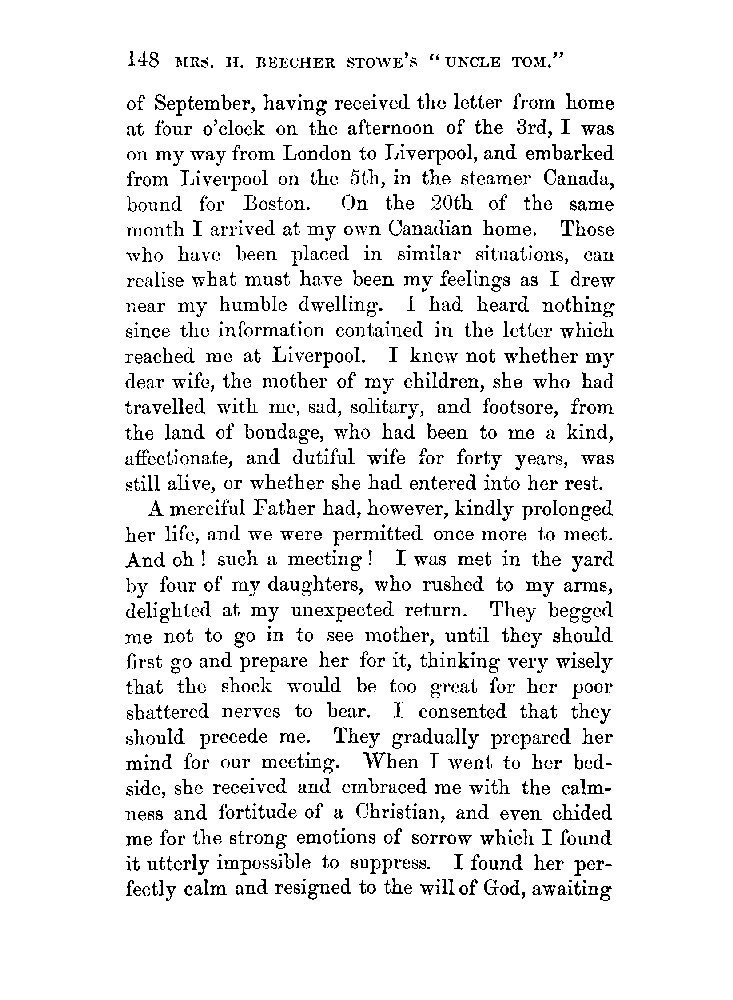 148 MRS. H. BEECHER STOWE'S "UNCLE TOM."
of September, having received the letter from home
at four o'clock on the afternoon of the 3rd, I was
on my way from London to Liverpool, and embarked
from Liverpool on the 5th, in the steamer Canada,
bound for Boston. On the 20th of the same
month I arrived at my own Canadian home. Those
who have been placed in similar situations, can
realise what must have been my feelings as I drew
near my humble dwelling. I had heard nothing
since the information contained in the letter which
reached me at Liverpool. I knew not whether my
dear wife, the mother of my children, she who had
travelled with me, sad, solitary, and footsore, from
the land of bondage, who had been to me a kind,
affectionate, and dutiful wife for forty years, was
still alive, or whether she had entered into her rest.
A merciful Father had, however, kindly prolonged
her life, and we were permitted once more to meet.
And oh! such a meeting! I was met in the yard
by four of my daughters, who rushed to my arms,
delighted at my unexpected return. They begged
me not to go in to see mother, until they should
first go and prepare her for it, thinking very wisely
that the shock would be too great for her poor
shattered nerves to bear. I consented that they
should precede me. They gradually prepared her
mind for our meeting. When I went to her bed-
side, she received and embraced me with the calm-
ness and fortitude of a Christian, and even chided
me for the strong emotions of sorrow which I found
it utterly impossible to suppress. I found her per-
fectly calm and resigned to the will of God, awaiting